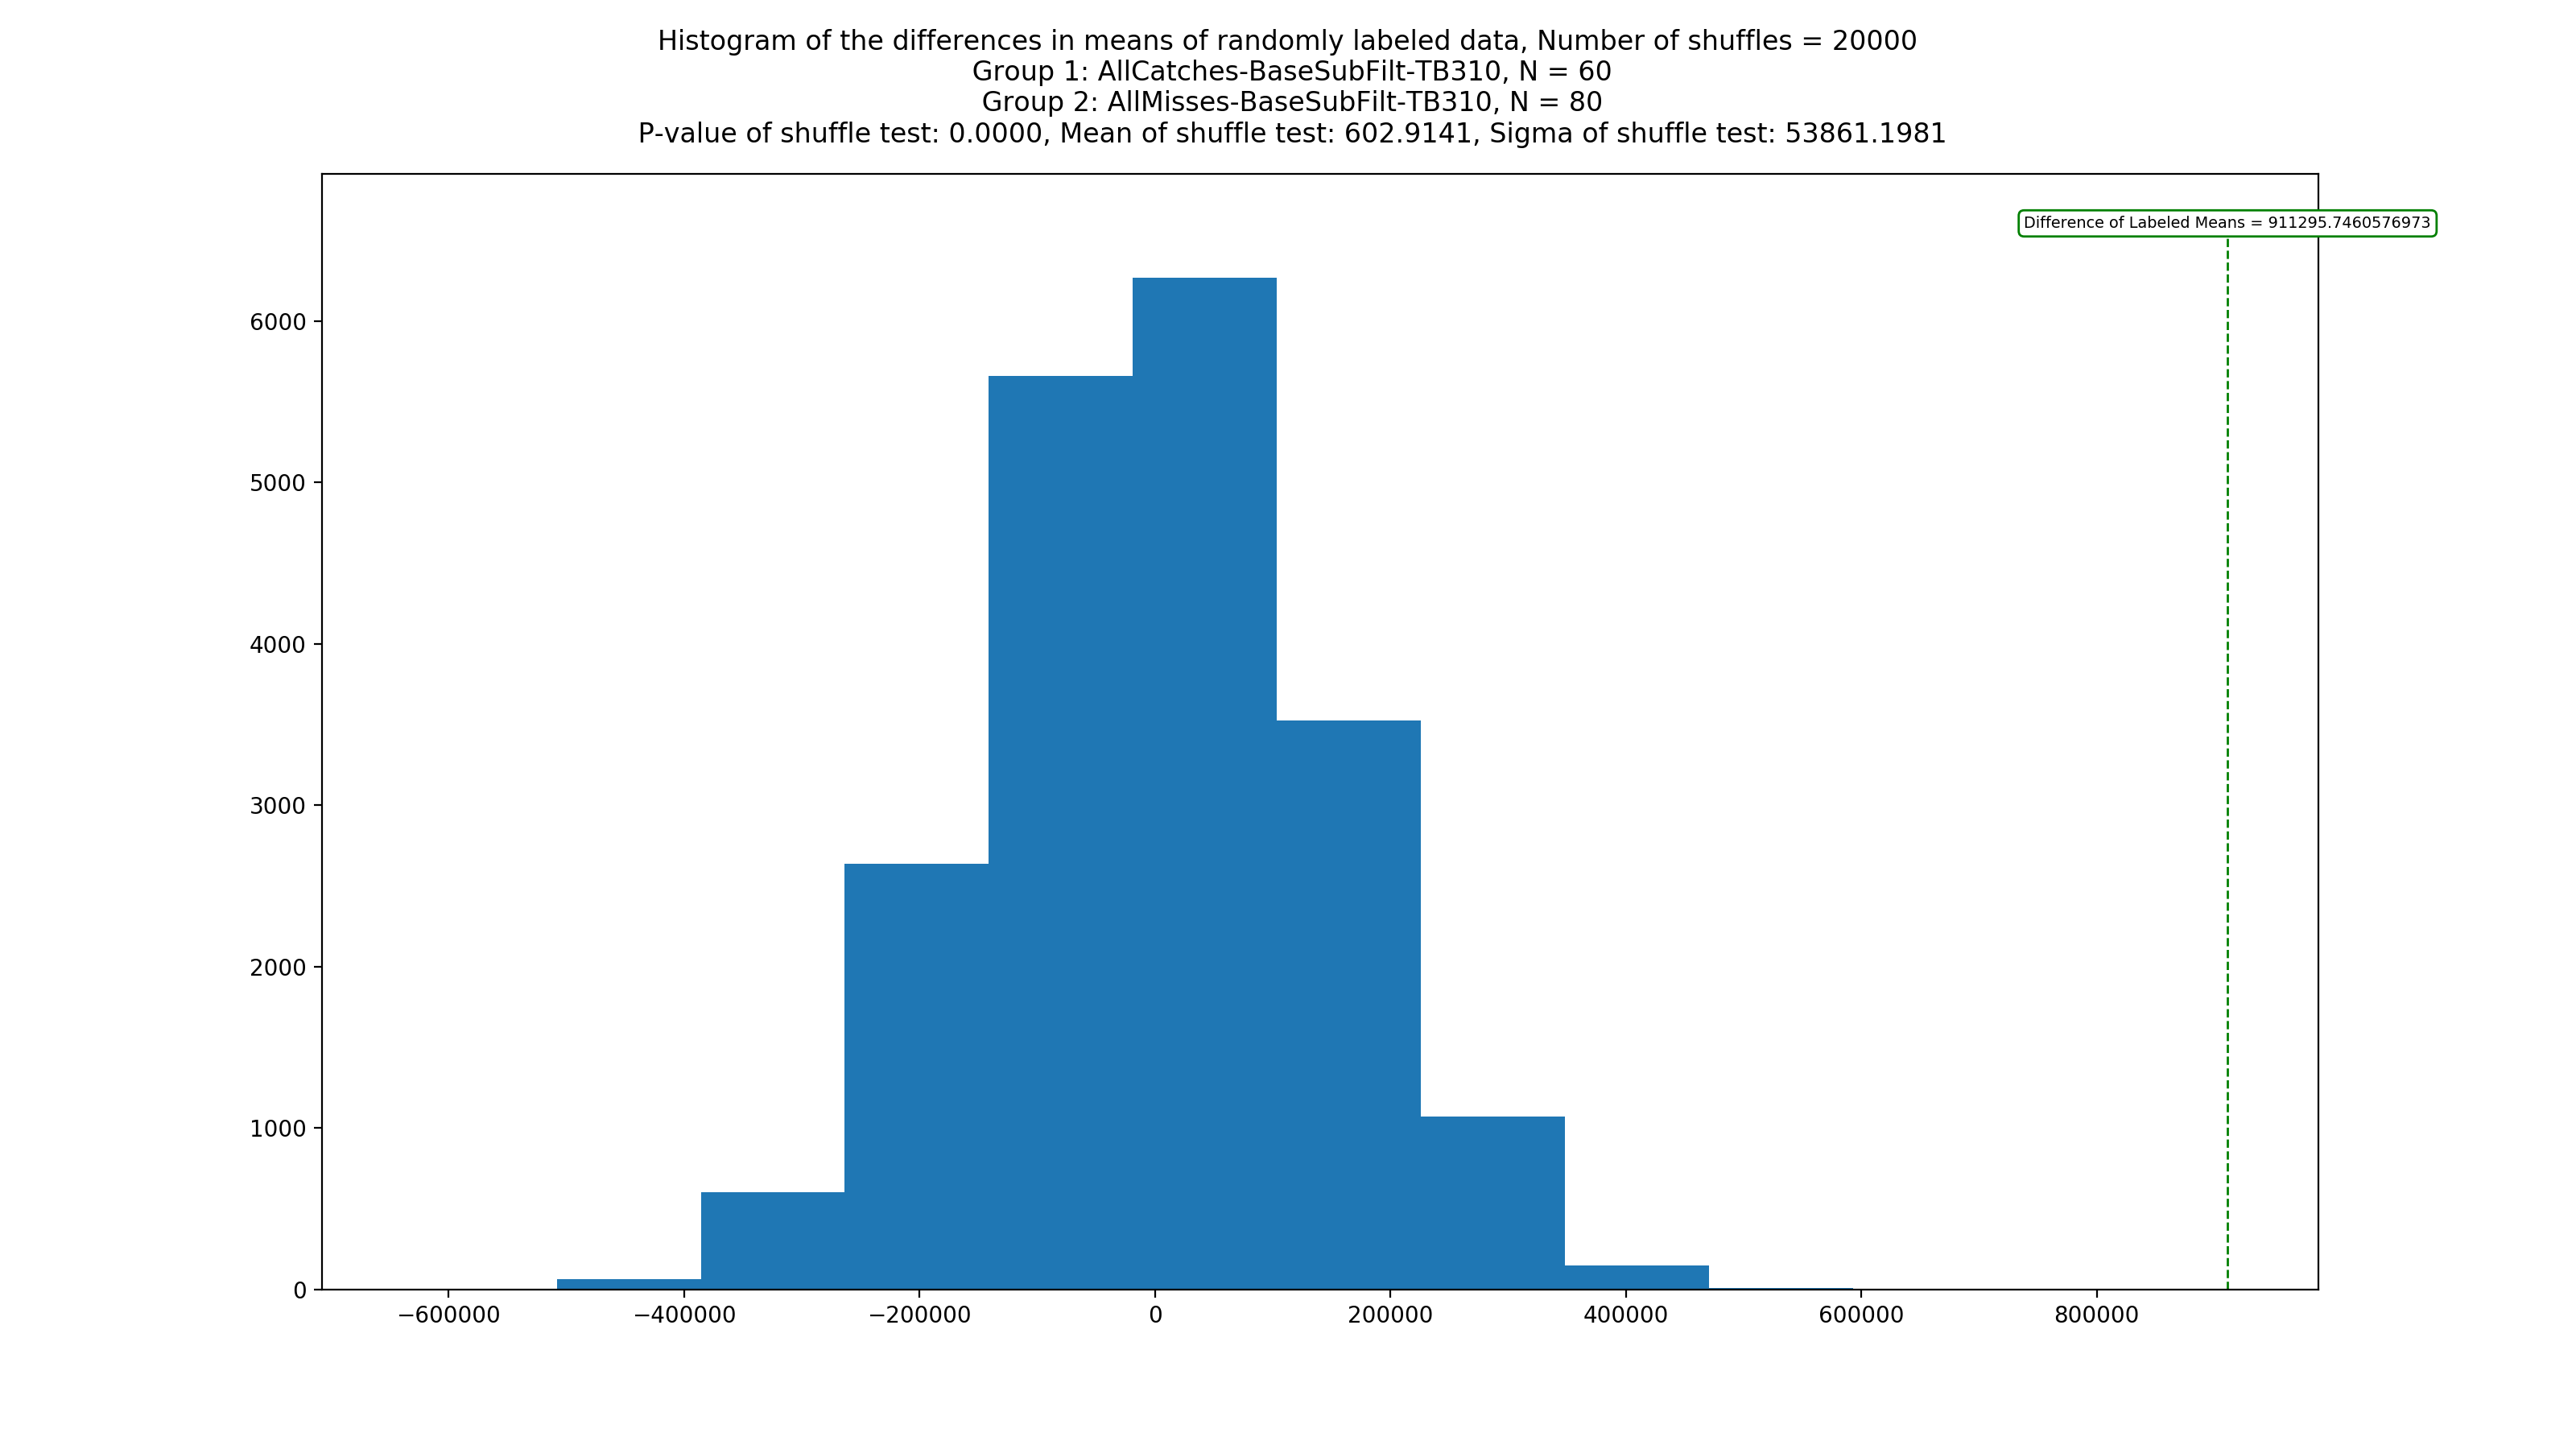 Histogram of the differences in means of randomly labeled data, Number of shuffles = 20000
Group 1: AllCatches-BaseSubFilt-TB310, N = 60
Group 2: AllMisses-BaseSubFilt-TB310, N = 80
P-value of shuffle test: 0.0000, Mean of shuffle test: 602.9141, Sigma of shuffle test: 53861.1981
Difference of Labeled Means = 911295.7460576973
6000
5000
4000
3000
2000
1000
0
−600000 −400000 −200000 0 200000 400000 600000 800000